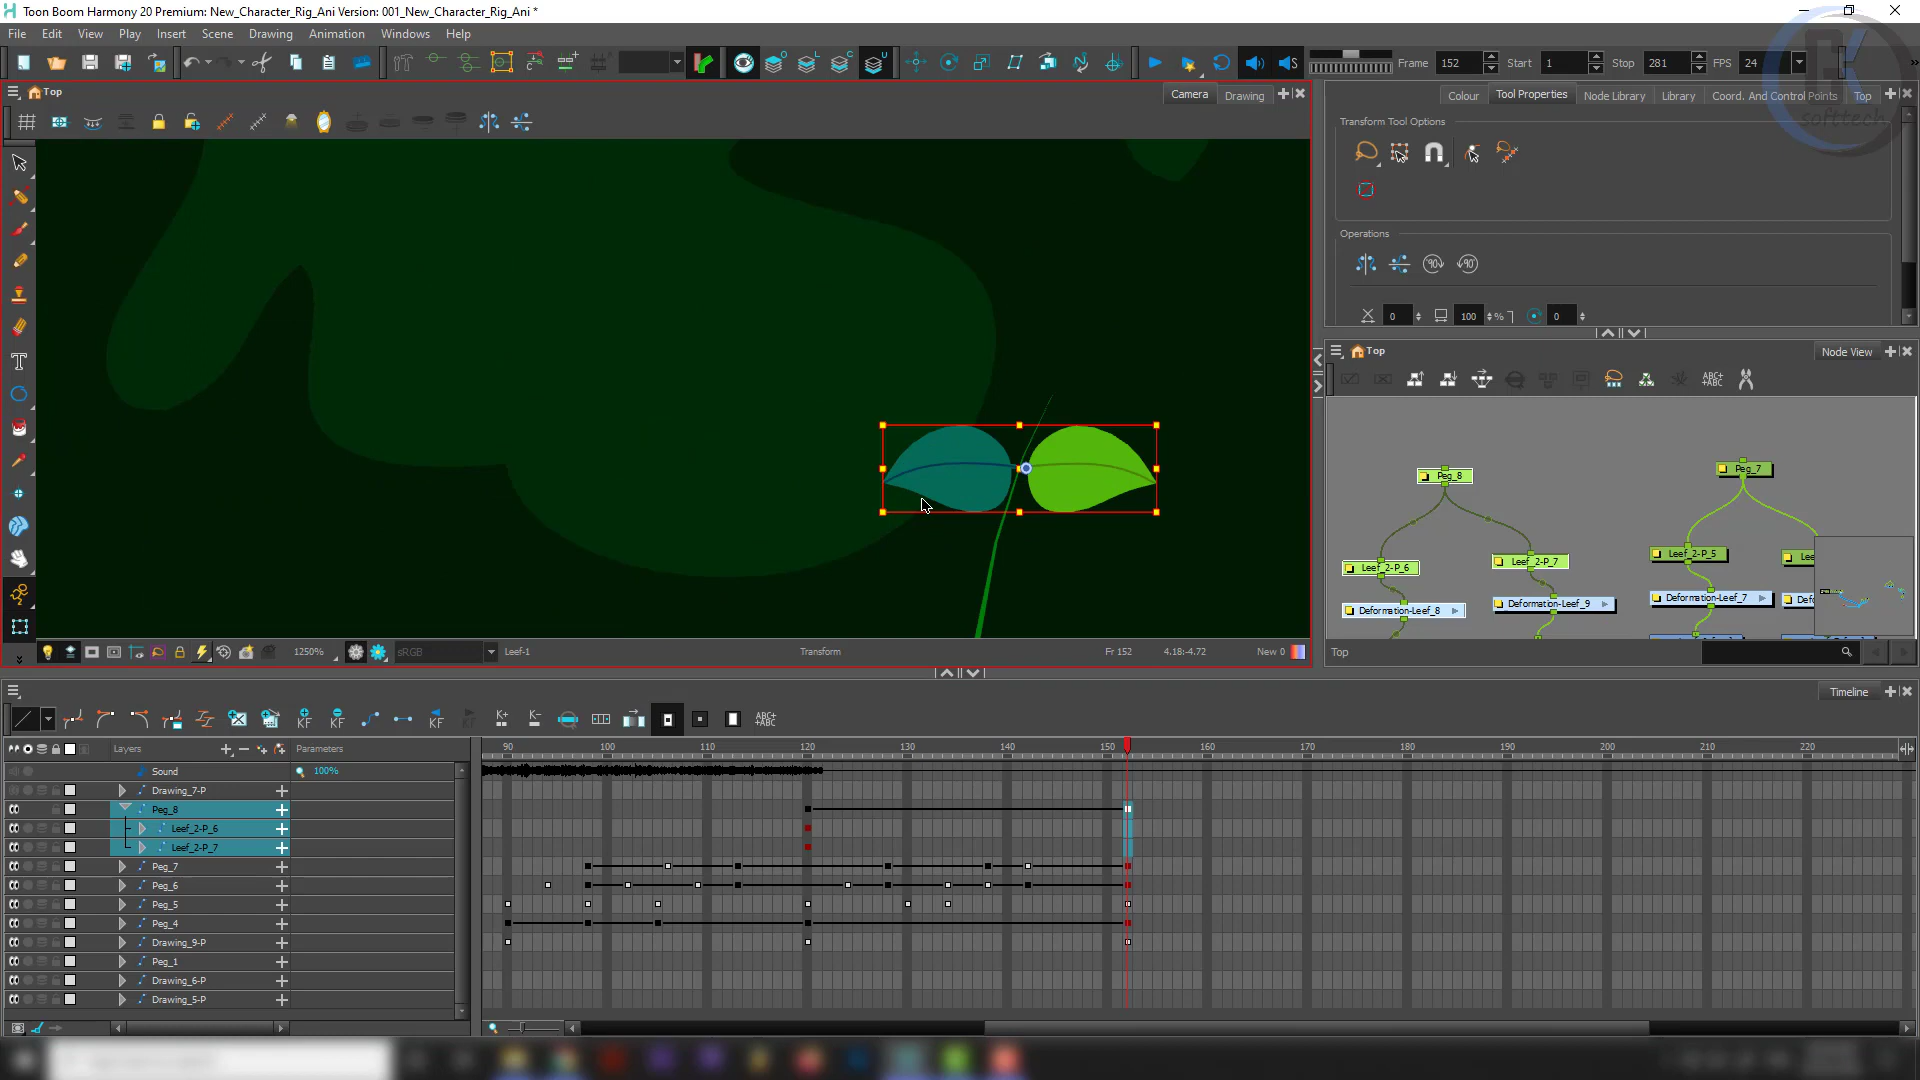 Toon Boom Harmony 20 Premium: New_Character_Rig_Ani Version: 001_New_Character_Rig_Ani *
File Edit View Play Insert Scene Drawing Animation Windows Help
Frame 152 Start 1 Stop 281 FPS 24
Top Camera Drawing
Colour Tool Properties Node Library Library Coord. And Control Points Top
softtech
Transform Tool Options
Operations
0 100 % 0
Top Node View
Peg_8 Peg_7
Leef_2-P_6 Leef_2-P_7 Leef_2-P_5 Lee
Deformation-Leef_8 Deformation-Leef_9 Deformation-Leef_7 Defo
Top
1250% sRGB Leef-1 Transform Fr 152 4.18:-4.72 New 0
Timeline
Layers Parameters 90 100 110 120 130 140 150 160 170 180 190 200 210 220
Sound 100%
Drawing_7-P
Peg_8
Leef_2-P_6
Leef_2-P_7
Peg_7
Peg_6
Peg_5
Peg_4
Drawing_9-P
Peg_1
Drawing_6-P
Drawing_5-P